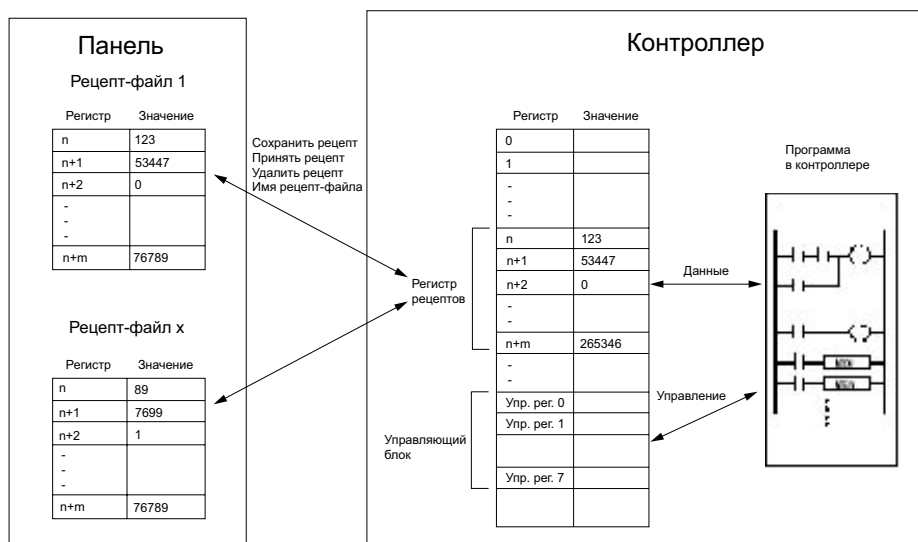 Панель
Рецепт-файл 1
Регистр Значение
n 123
n+1 53447
n+2 0
-
-
-
n+m 76789
Рецепт-файл x
Регистр Значение
n 89
n+1 7699
n+2 1
-
-
-
n+m 76789
Сохранить рецепт
Принять рецепт
Удалить рецепт
Имя рецепт-файла
Контроллер
Регистр Значение
0
1
-
-
-
n 123
n+1 53447
n+2 0
-
-
n+m 265346
-
-
Упр. рег. 0
Упр. рег. 1
Упр. рег. 7
Регистр
рецептов
Управляющий
блок
Данные
Управление
Программа
в контроллере